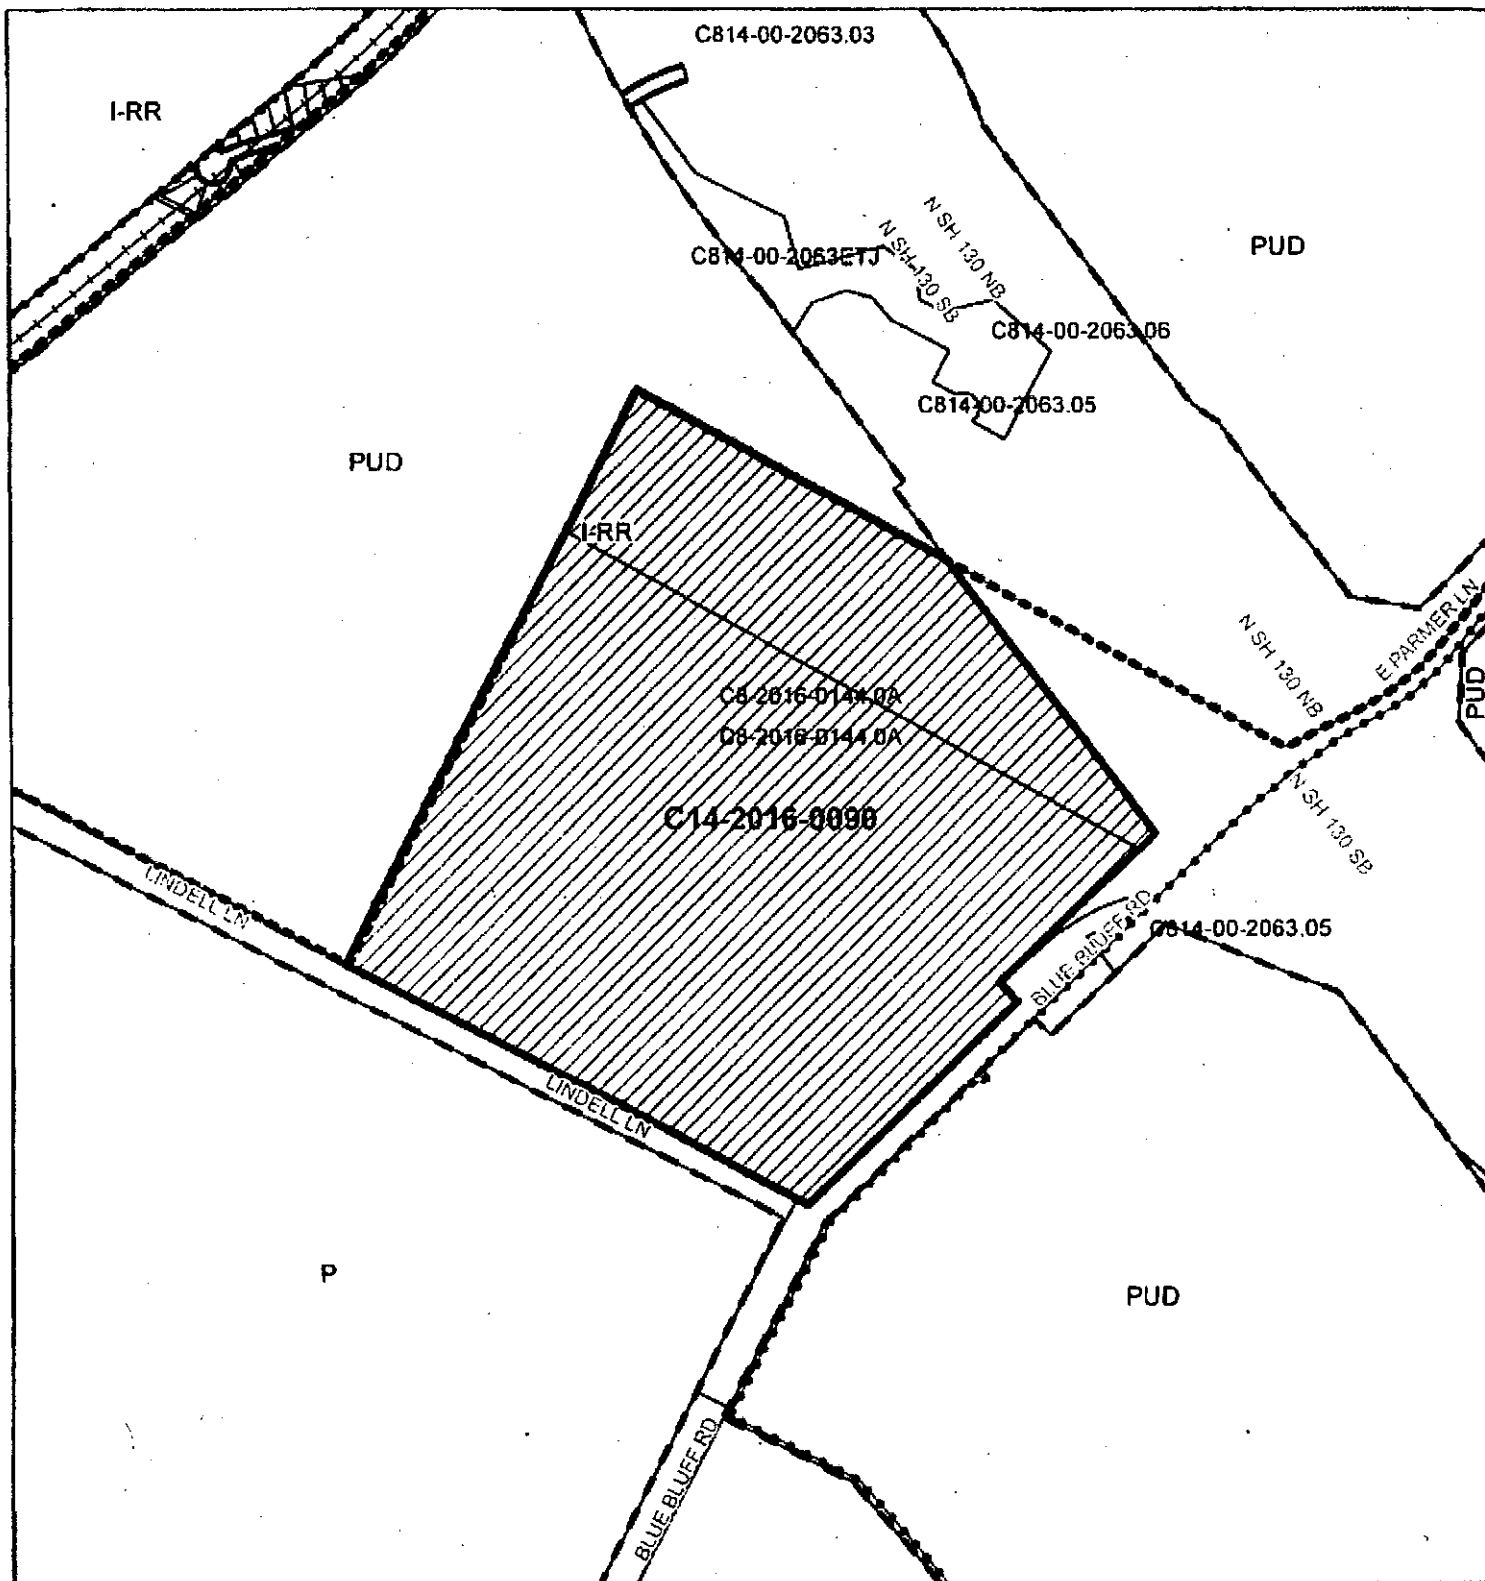 C814-00-2063.03
I-RR
N SH 130 NB
N SH 130 SB
PUD
C814-00-2063ETJ
C814-00-2063.06
C814-00-2063.05
PUD
I-RR
E PARMER LN
N SH 130 NB
PUD
C8-2016-0144.0A
C8-2016-0144.0A
C14-2016-0090
N SH 130 SB
LINDELL LN
BLUE BLUFF RD
C814-00-2063.05
LINDELL LN
P
PUD
BLUE BLUFF RD